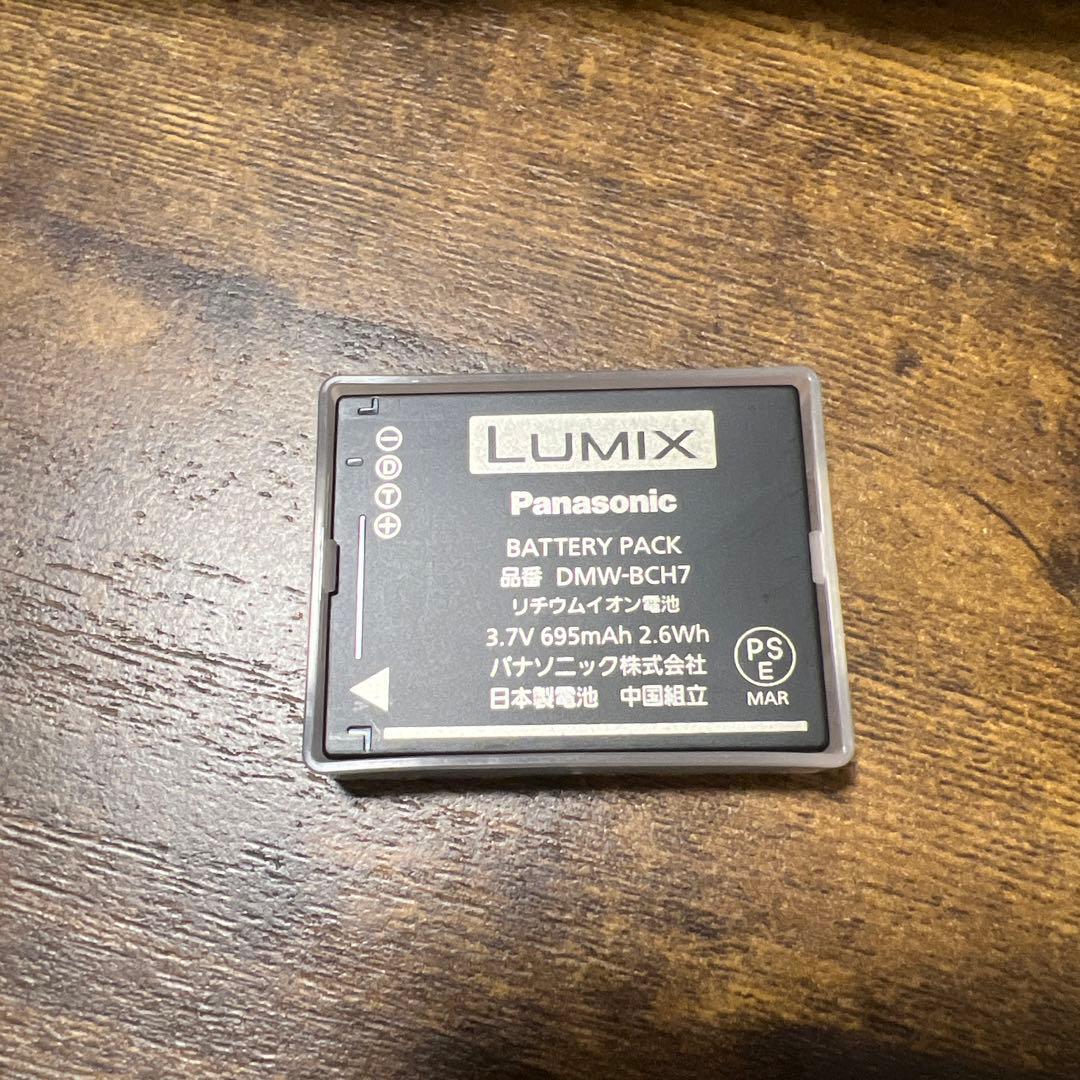 LUMIX
Panasonic
BATTERY PACK
品番 DMW-BCH7
リチウムイオン電池
3.7V 695mAh 2.6Wh
パナソニック株式会社
日本製電池 中国組立
D
T
PS
E
MAR